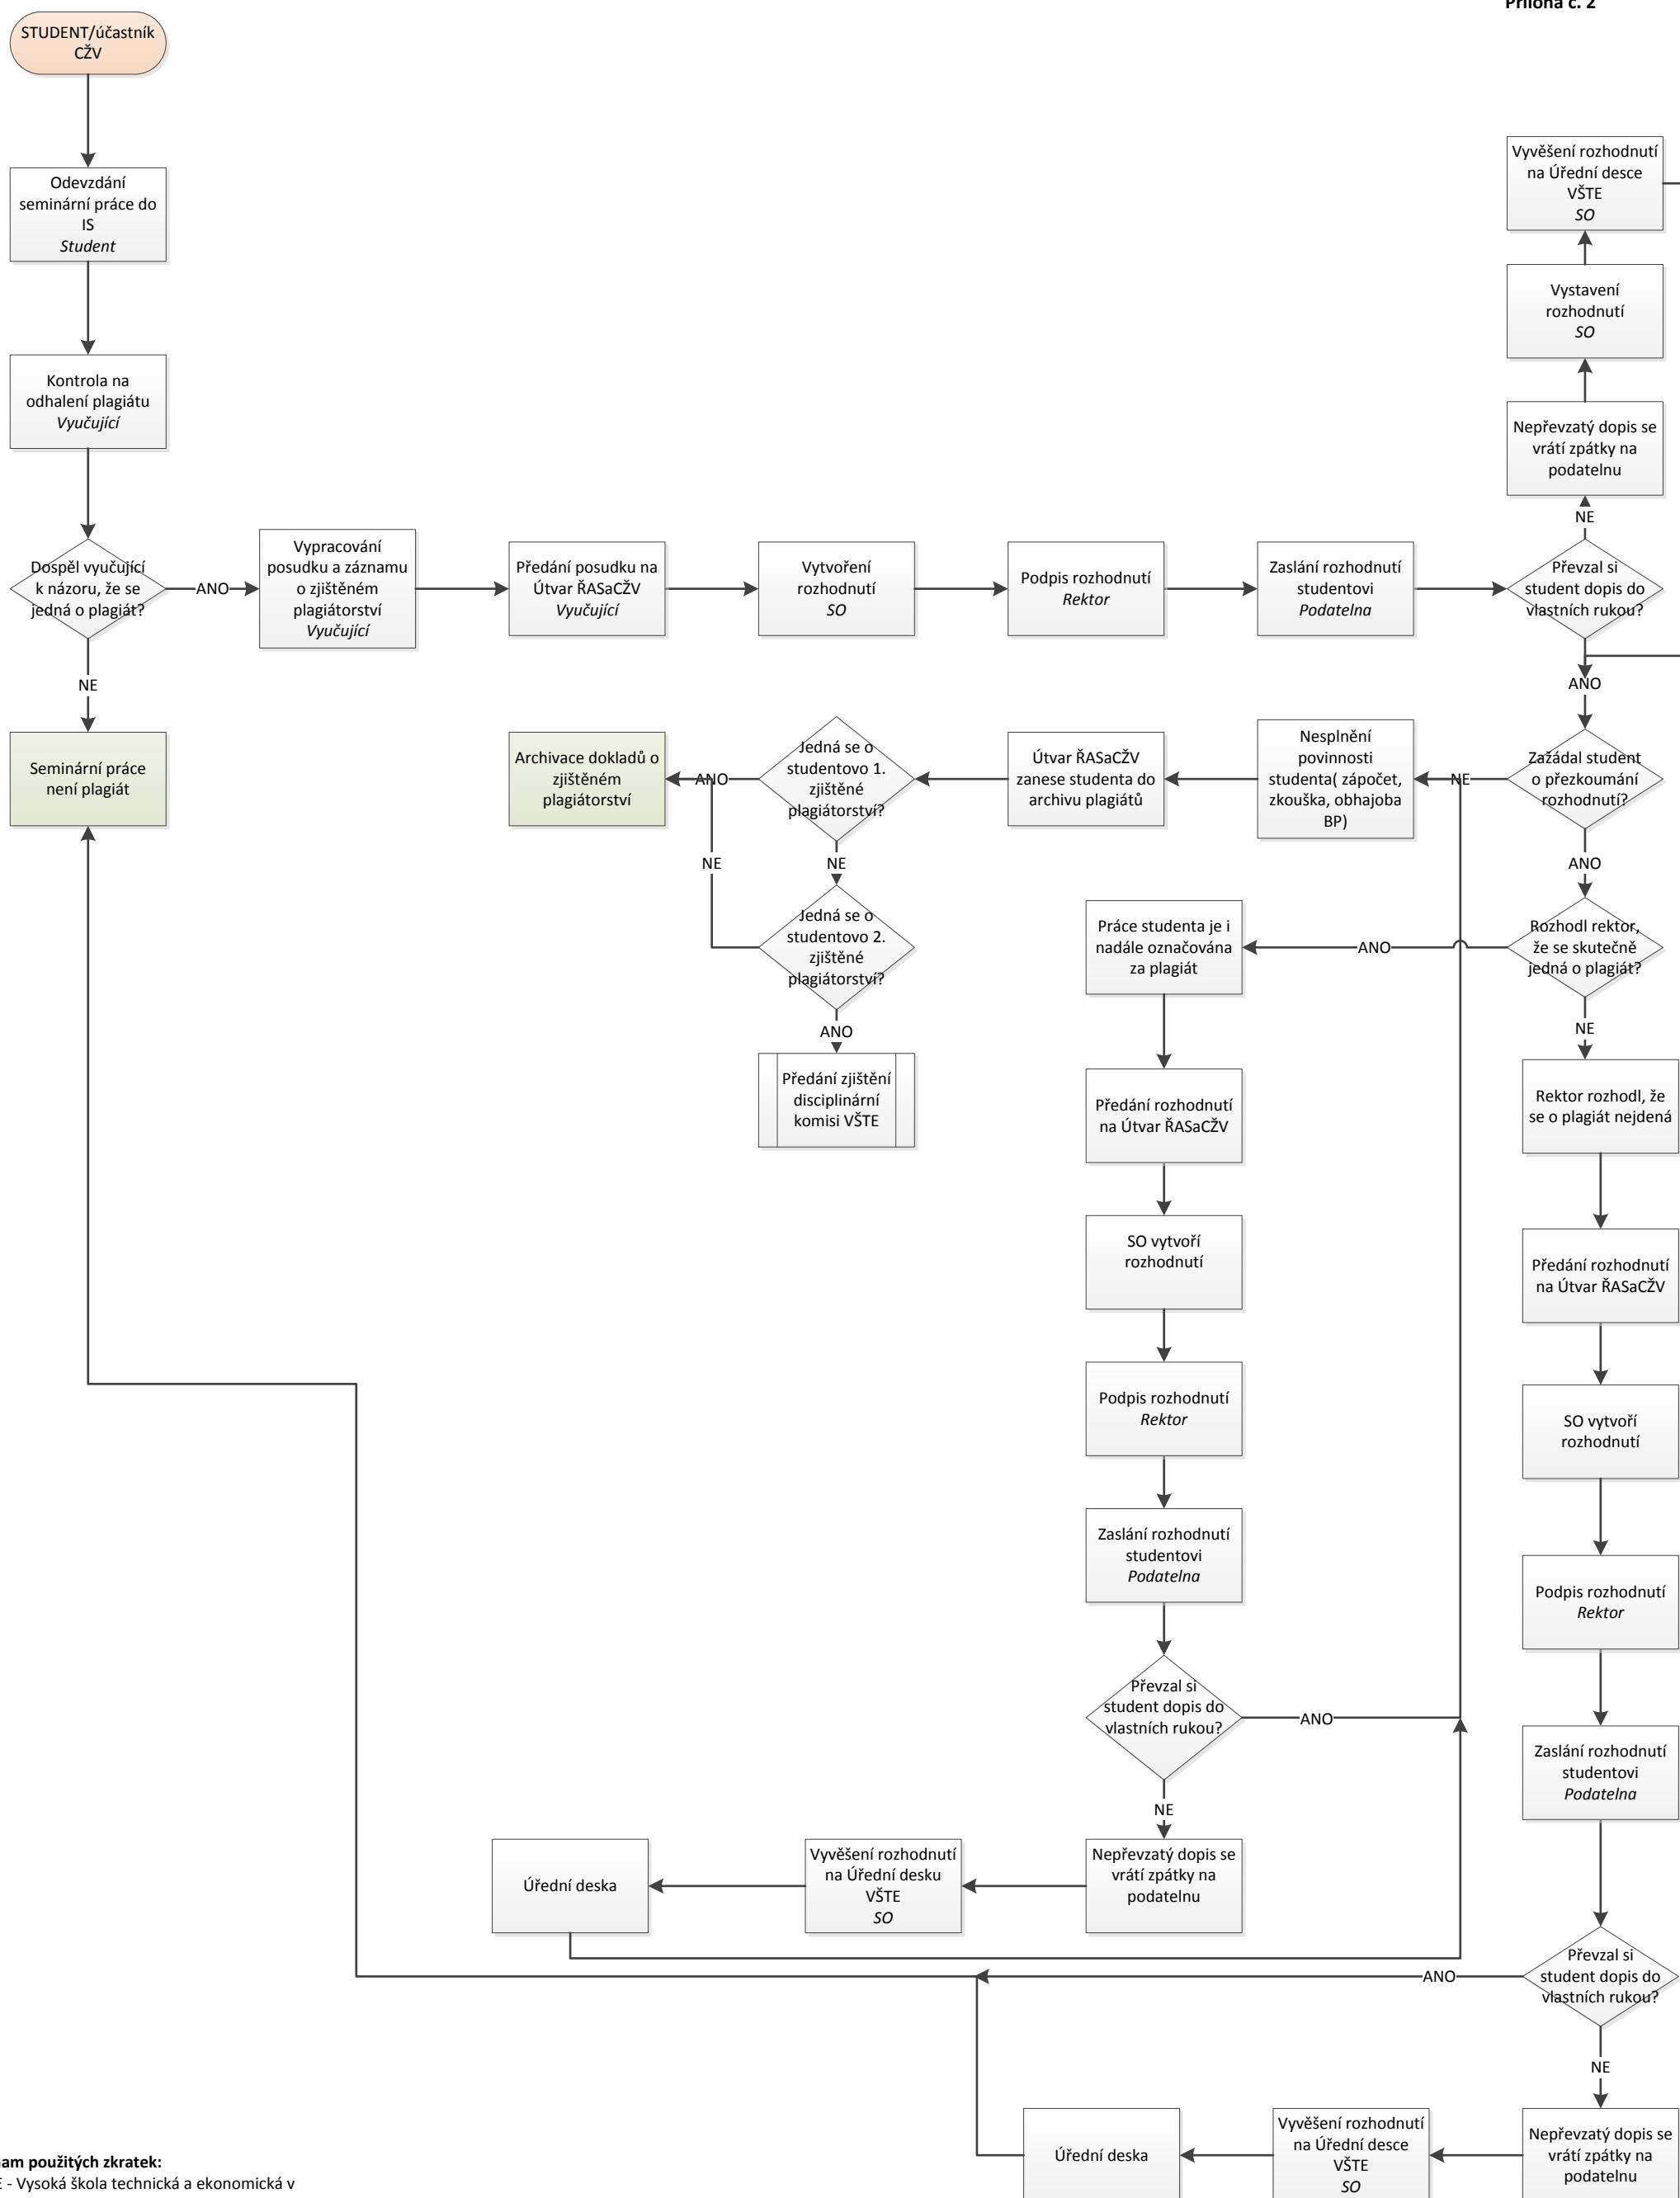 Příloha č. 2
STUDENT/účastník
CŽV
Odevzdání
seminární práce do
IS
Student
Kontrola na
odhalení plagiátu
Vyučující
Dospěl vyučující
k názoru, že se
jedná o plagiát?
ANO
NE
Seminární práce
není plagiát
Vypracování
posudku a záznamu
o zjištěném
plagiátorství
Vyučující
Předání posudku na
Útvar ŘASaCŽV
Vyučující
Vytvoření
rozhodnutí
SO
Podpis rozhodnutí
Rektor
Zaslání rozhodnutí
studentovi
Podatelna
Převzal si
student dopis do
vlastních rukou?
NE
Nepřevzatý dopis se
vrátí zpátky na
podatelnu
Vystavení
rozhodnutí
SO
Vyvěšení rozhodnutí
na Úřední desce
VŠTE
SO
ANO
Zažádal student
o přezkoumání
rozhodnutí?
NE
Nesplnění
povinnosti
studenta( zápočet,
zkouška, obhajoba
BP)
Útvar ŘASaCŽV
zanese studenta do
archivu plagiátů
Jedná se o
studentovo 1.
zjištěné
plagiátorství?
ANO
Archivace dokladů o
zjištěném
plagiátorství
NE
NE
Jedná se o
studentovo 2.
zjištěné
plagiátorství?
ANO
Předání zjištění
disciplinární
komisi VŠTE
ANO
Rozhodl rektor,
že se skutečně
jedná o plagiát?
ANO
Práce studenta je i
nadále označována
za plagiát
Předání rozhodnutí
na Útvar ŘASaCŽV
SO vytvoří
rozhodnutí
Podpis rozhodnutí
Rektor
Zaslání rozhodnutí
studentovi
Podatelna
Převzal si
student dopis do
vlastních rukou?
ANO
NE
Nepřevzatý dopis se
vrátí zpátky na
podatelnu
Vyvěšení rozhodnutí
na Úřední desku
VŠTE
SO
Úřední deska
NE
Rektor rozhodl, že
se o plagiát nejdená
Předání rozhodnutí
na Útvar ŘASaCŽV
SO vytvoří
rozhodnutí
Podpis rozhodnutí
Rektor
Zaslání rozhodnutí
studentovi
Podatelna
Převzal si
student dopis do
vlastních rukou?
ANO
NE
Nepřevzatý dopis se
vrátí zpátky na
podatelnu
Vyvěšení rozhodnutí
na Úřední desce
VŠTE
SO
Úřední deska
použitých zkratek:
- Vysoká škola technická a ekonomická v